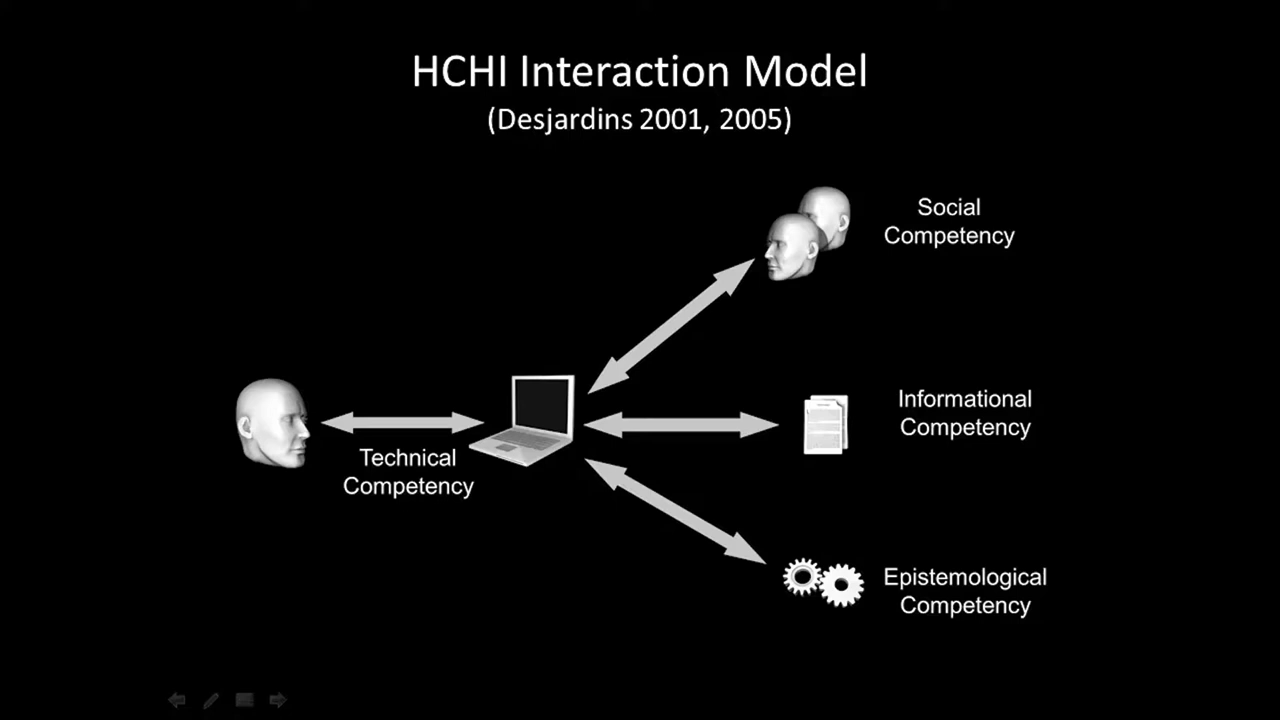 HCHI Interaction Model
(Desjardins 2001, 2005)
Social
Competency
Informational
Competency
Technical
Competency
Epistemological
Competency